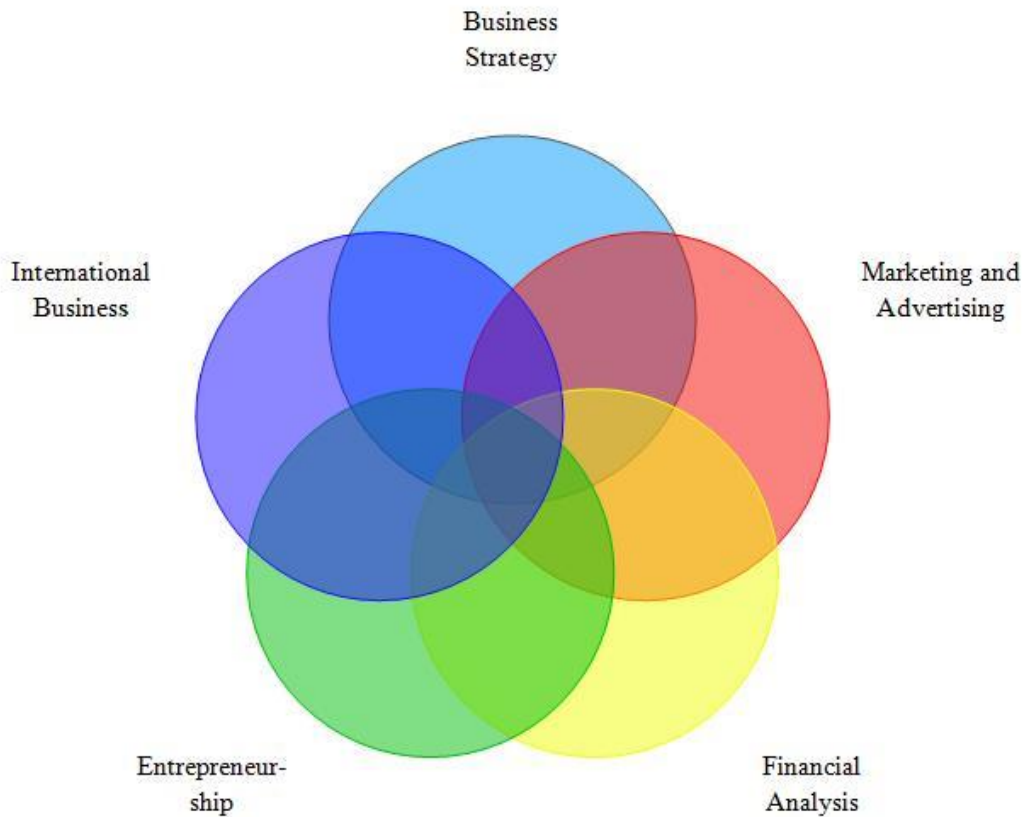 Business
Strategy
International
Business
Marketing and
Advertising
Entrepreneur-
ship
Financial
Analysis